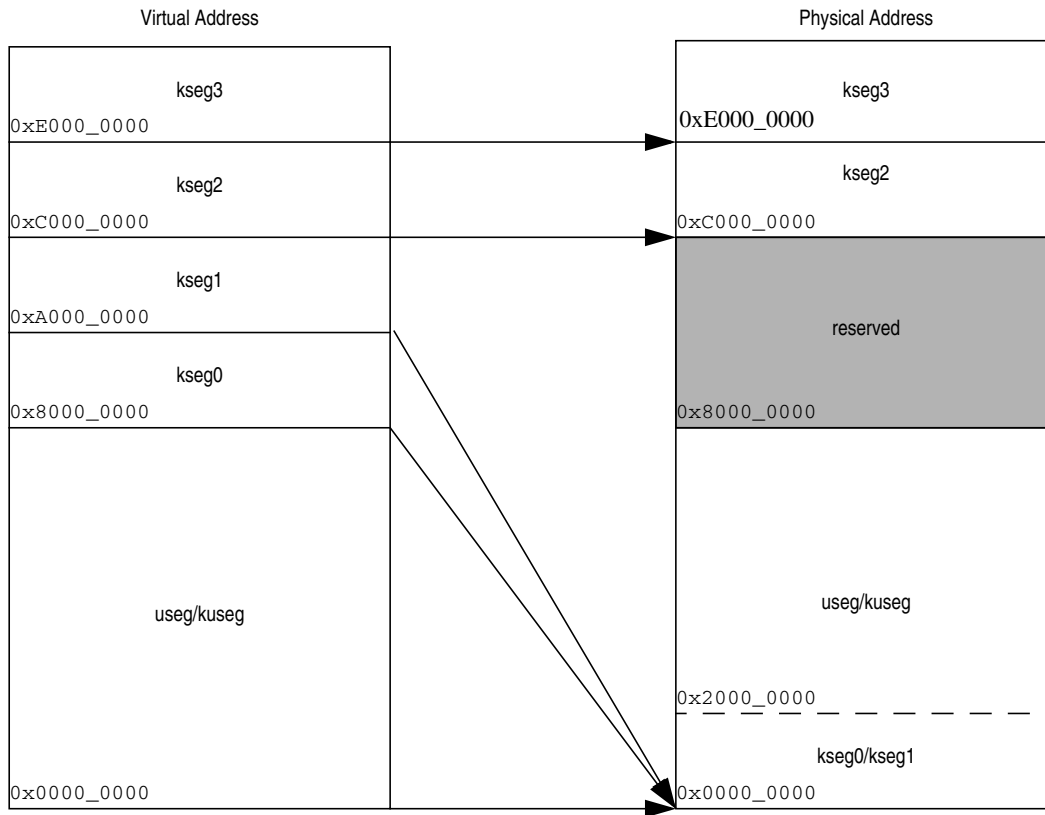 Virtual Address
Physical Address
kseg3
0xE000_0000
kseg2
0xC000_0000
kseg1
0xA000_0000
kseg0
0x8000_0000
useg/kuseg
0x0000_0000
kseg3
0xE000_0000
kseg2
0xC000_0000
reserved
0x8000_0000
useg/kuseg
0x2000_0000
kseg0/kseg1
0x0000_0000